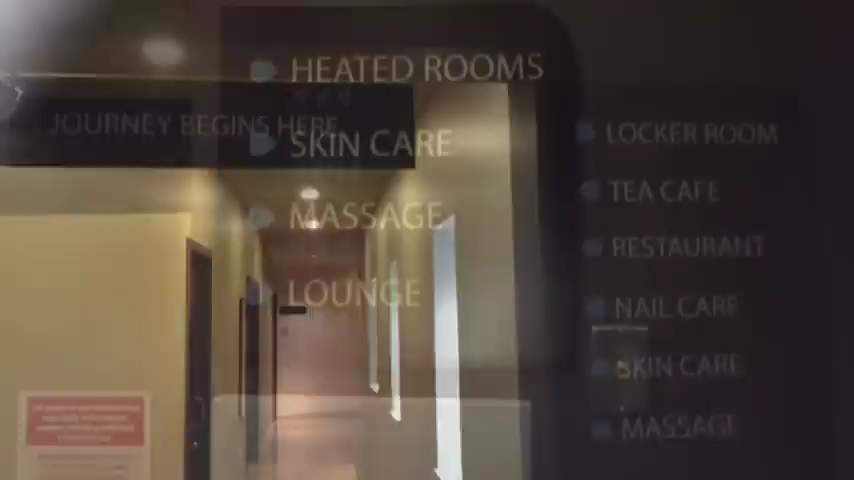 HEATED ROOMS
JOURNEY BEGINS HERE
SKIN CARE
MASSAGE
LOUNGE
LOCKER ROOM
TEA CAFE
RESTAURANT
NAIL CARE
SKIN CARE
MASSAGE